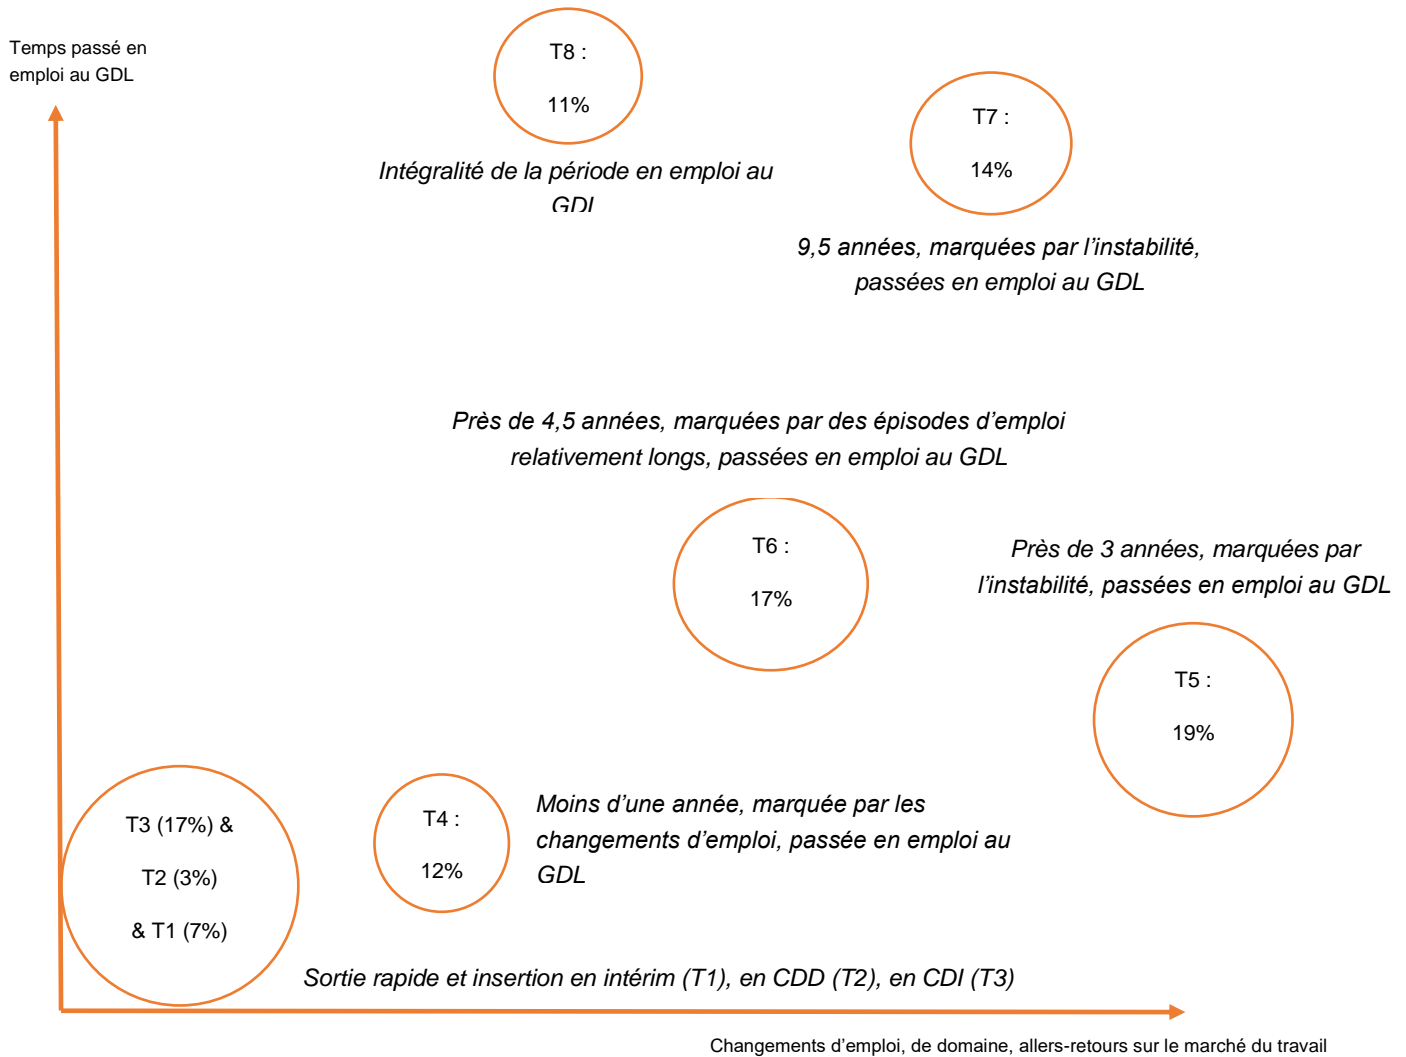 Temps passé en
emploi au GDL
T8 :
11%
Intégralité de la période en emploi au
GDL
T7 :
14%
9,5 années, marquées par l’instabilité,
passées en emploi au GDL
Près de 4,5 années, marquées par des épisodes d’emploi
relativement longs, passées en emploi au GDL
T6 :
17%
Près de 3 années, marquées par
l’instabilité, passées en emploi au GDL
T5 :
19%
T3 (17%) &
T2 (3%)
& T1 (7%)
T4 :
12%
Moins d’une année, marquée par les
changements d’emploi, passée en emploi au
GDL
Sortie rapide et insertion en intérim (T1), en CDD (T2), en CDI (T3)
Changements d’emploi, de domaine, allers-retours sur le marché du travail